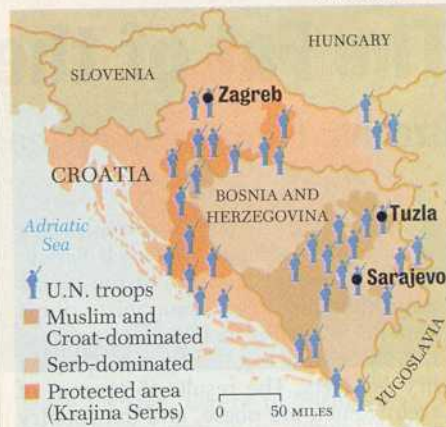 HUNGARY
SLOVENIA
Zagreb
CROATIA
BOSNIA AND
HERZEGOVINA
Adriatic
Sea
Tuzla
Sarajevo
YUGOSLAVIA
U.N. troops
Muslim and
Croat-dominated
Serb-dominated
Protected area
(Krajina Serbs)
0 50 MILES